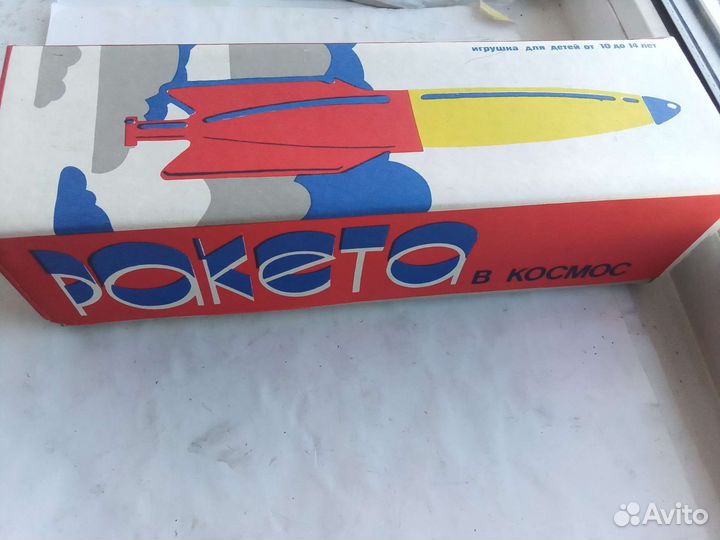 игрушка для детей от 10 до 14 лет
Ракета
в космос
Avito